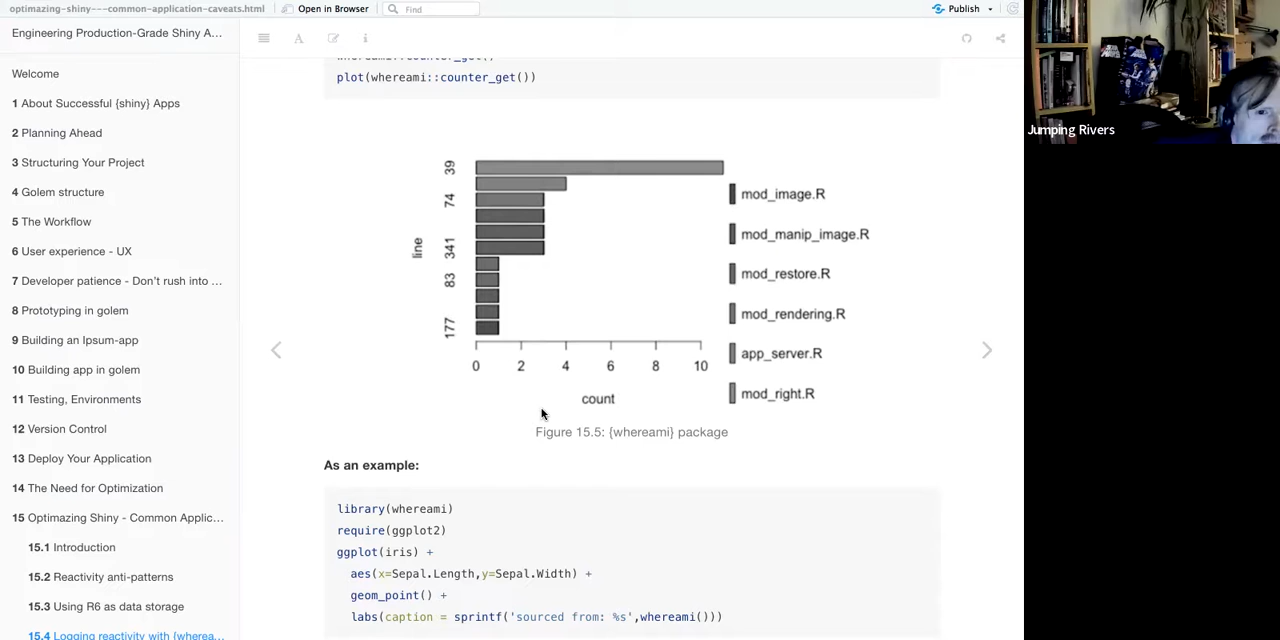 optimazing-shiny---common-application-caveats.html
Open in Browser
Find
Publish
Engineering Production-Grade Shiny A...
Welcome
1 About Successful {shiny} Apps
2 Planning Ahead
3 Structuring Your Project
4 Golem structure
5 The Workflow
6 User experience - UX
7 Developer patience - Don't rush into ...
8 Prototyping in golem
9 Building an Ipsum-app
10 Building app in golem
11 Testing, Environments
12 Version Control
13 Deploy Your Application
14 The Need for Optimization
15 Optimazing Shiny - Common Applic...
15.1 Introduction
15.2 Reactivity anti-patterns
15.3 Using R6 as data storage
15.4 Logging reactivity with {wherea...
whereami::counter_get()
plot(whereami::counter_get())
line
39
74
341
83
177
0 2 4 6 8 10
count
mod_image.R
mod_manip_image.R
mod_restore.R
mod_rendering.R
app_server.R
mod_right.R
Figure 15.5: {whereami} package
As an example:
library(whereami)
require(ggplot2)
ggplot(iris) +
aes(x=Sepal.Length,y=Sepal.Width) +
geom_point() +
labs(caption = sprintf('sourced from: %s',whereami()))
Jumping Rivers